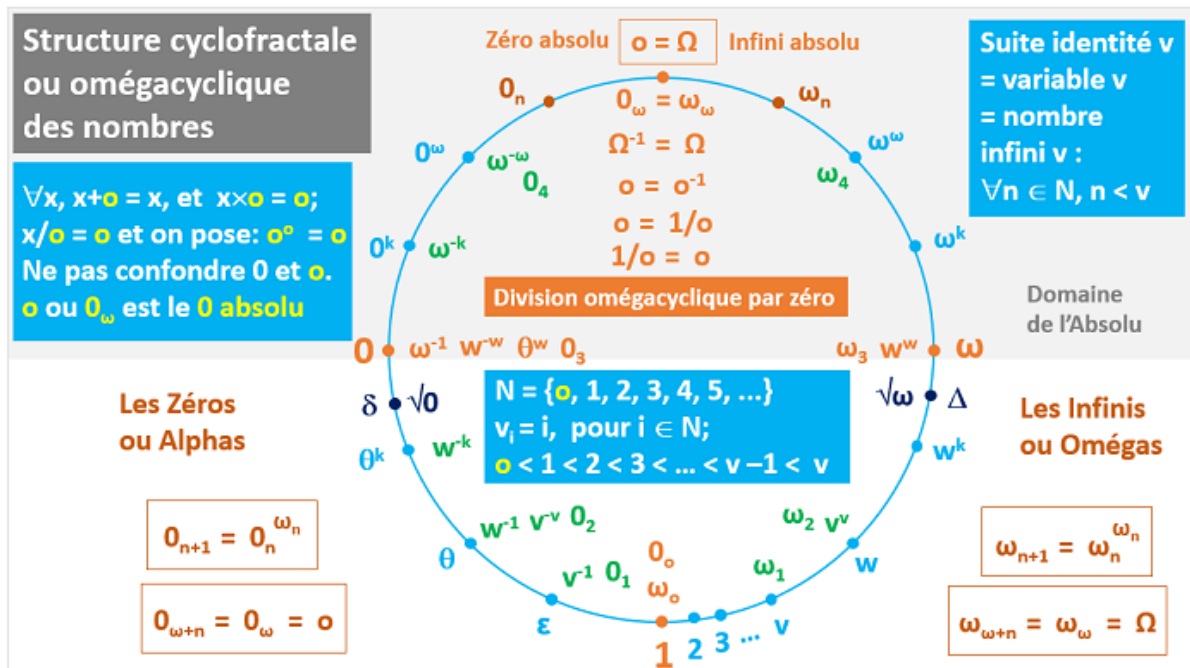 Structure cyclofractale
ou omégacyclique
des nombres
Zéro absolu o = Ω Infini absolu
Suite identité v
= variable v
= nombre
infini v :
∀n ∈ N, n < v
0ₙ
0_ω = ω_ω
ωₙ
Ω⁻¹ = Ω
0^ω
ω^-ω
0₄
ω^ω
ω₄
o = o⁻¹
o = 1/o
1/o = o
∀x, x+o = x, et x×o = o;
x/o = o et on pose: o^o = o
Ne pas confondre 0 et o.
o ou 0_ω est le 0 absolu
0^k
ω^-k
ω^k
Division omégacyclique par zéro
Domaine
de l'Absolu
0 ω⁻¹ w^-w θ^w 0₃
ω₃ w^w ω
δ √0
√ω Δ
Les Zéros
ou Alphas
N = {o, 1, 2, 3, 4, 5, ...}
vᵢ = i, pour i ∈ N;
o < 1 < 2 < 3 < ... < v –1 < v
Les Infinis
ou Omégas
θ^k
w^-k
w^k
0ₙ₊₁ = 0ₙ^ωₙ
w⁻¹ v^-v 0₂
ω₂ v^v
ωₙ₊₁ = ωₙ^ωₙ
θ
w
v⁻¹ 0₁
0ₒ
ωₒ
ω₁
0_ω+n = 0_ω = o
ε
1
2
3
...
v
ω_ω+n = ω_ω = Ω